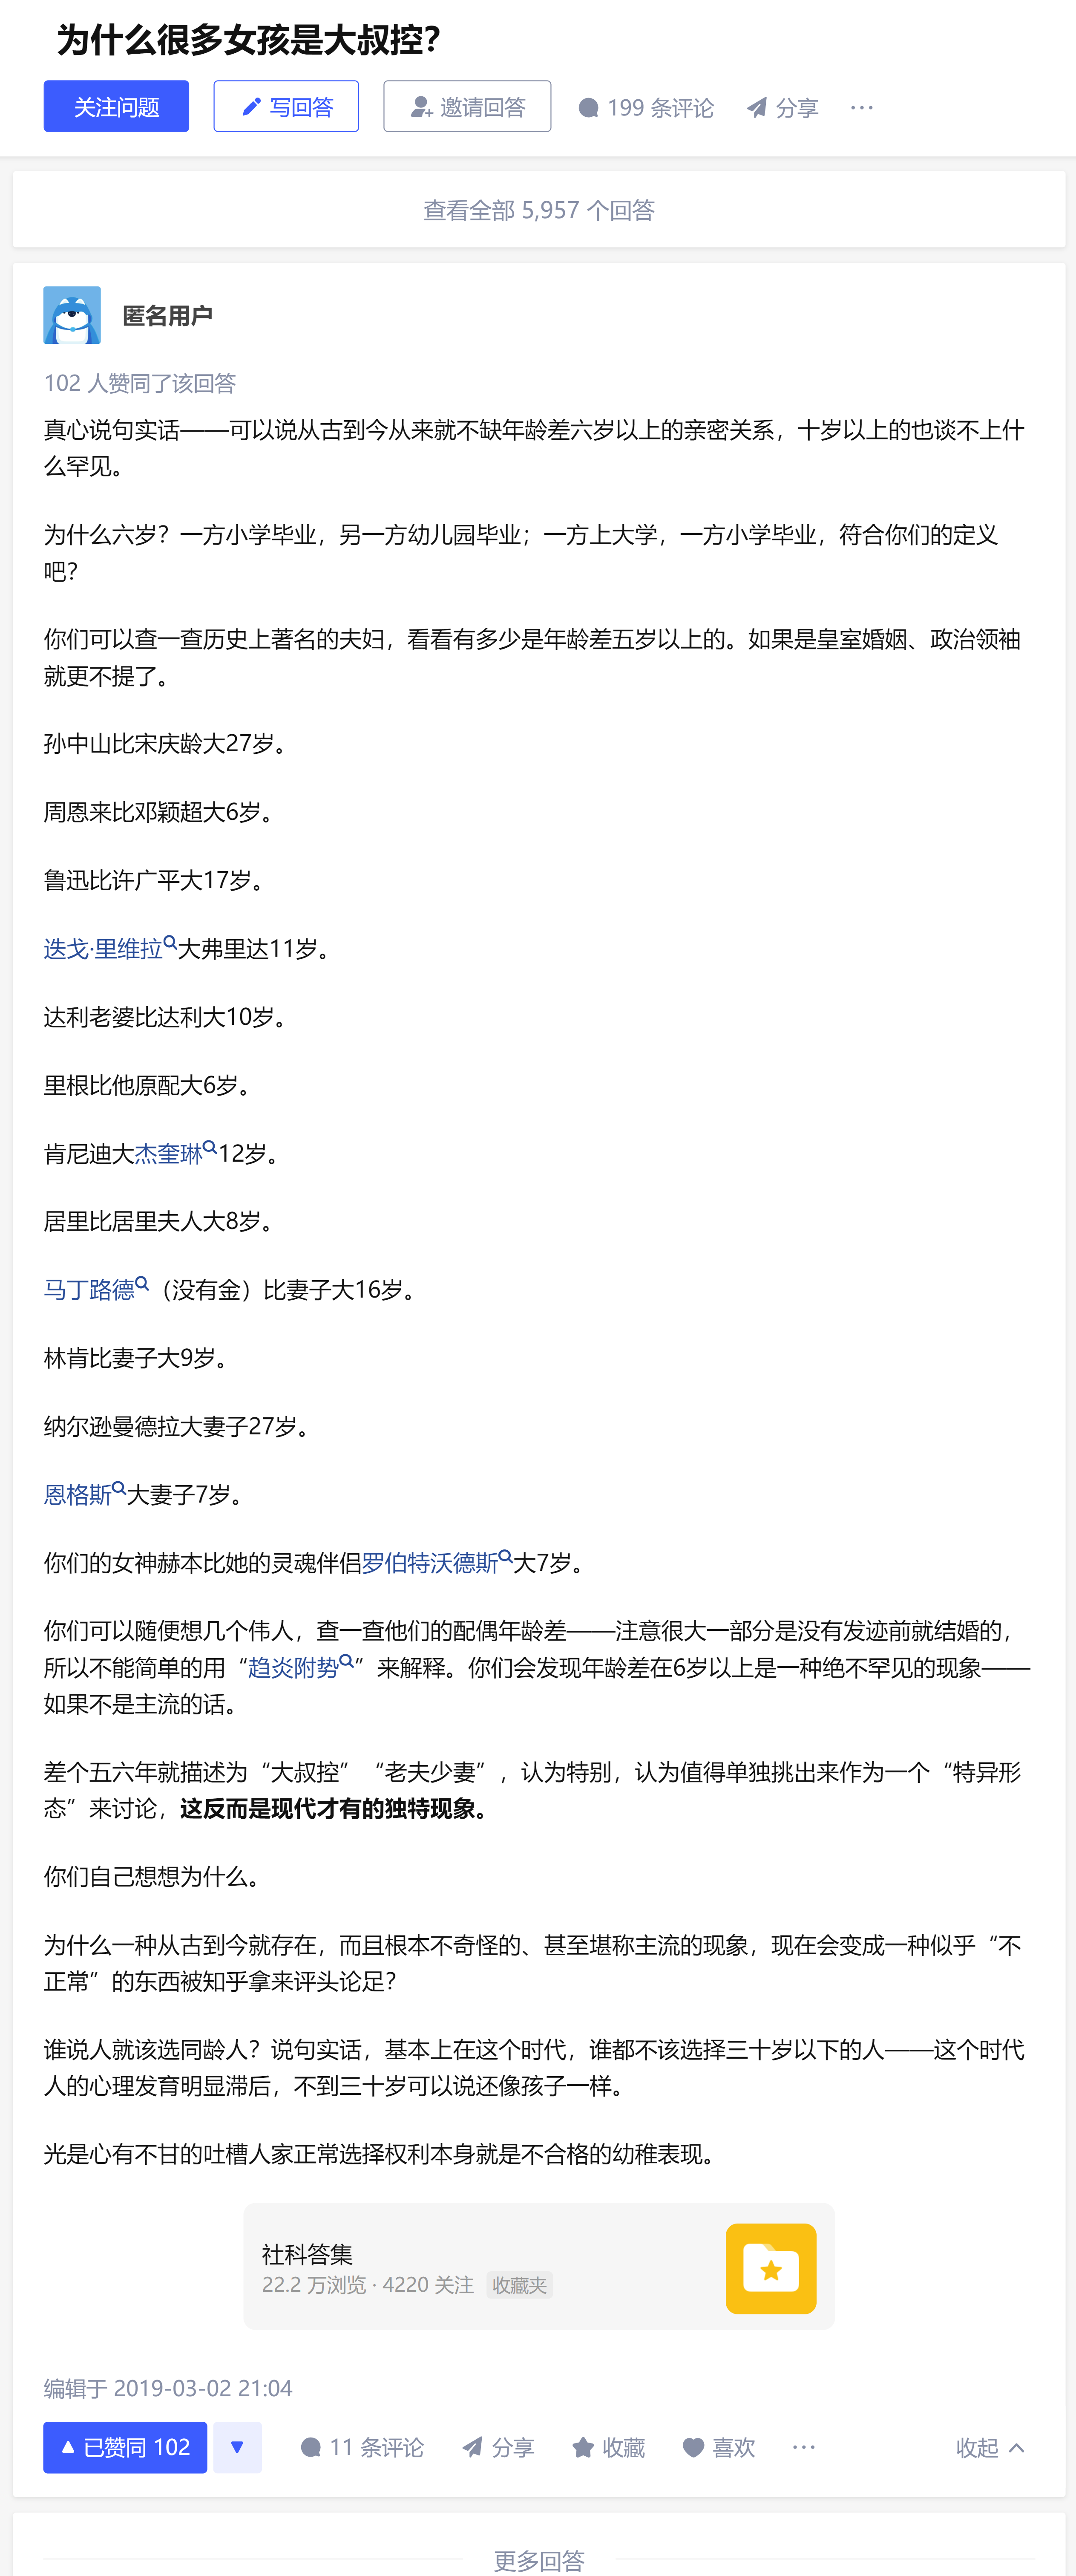 为什么很多女孩是大叔控？
关注问题
写回答
邀请回答
199 条评论
分享
查看全部 5,957 个回答
匿名用户
102 人赞同了该回答
真心说句实话——可以说从古到今从来就不缺年龄差六岁以上的亲密关系，十岁以上的也谈不上什
么罕见。
为什么六岁？一方小学毕业，另一方幼儿园毕业；一方上大学，一方小学毕业，符合你们的定义
吧？
你们可以查一查历史上著名的夫妇，看看有多少是年龄差五岁以上的。如果是皇室婚姻、政治领袖
就更不提了。
孙中山比宋庆龄大27岁。
周恩来比邓颖超大6岁。
鲁迅比许广平大17岁。
迭戈·里维拉大弗里达11岁。
达利老婆比达利大10岁。
里根比他原配大6岁。
肯尼迪大杰奎琳12岁。
居里比居里夫人大8岁。
马丁路德（没有金）比妻子大16岁。
林肯比妻子大9岁。
纳尔逊曼德拉大妻子27岁。
恩格斯大妻子7岁。
你们的女神赫本比她的灵魂伴侣罗伯特沃德斯大7岁。
你们可以随便想几个伟人，查一查他们的配偶年龄差——注意很大一部分是没有发迹前就结婚的，
所以不能简单的用“趋炎附势”来解释。你们会发现年龄差在6岁以上是一种绝不罕见的现象——
如果不是主流的话。
差个五六年就描述为“大叔控”“老夫少妻”，认为特别，认为值得单独挑出来作为一个“特异形
态”来讨论，这反而是现代才有的独特现象。
你们自己想想为什么。
为什么一种从古到今就存在，而且根本不奇怪的、甚至堪称主流的现象，现在会变成一种似乎“不
正常”的东西被知乎拿来评头论足？
谁说人就该选同龄人？说句实话，基本上在这个时代，谁都不该选择三十岁以下的人——这个时代
人的心理发育明显滞后，不到三十岁可以说还像孩子一样。
光是心有不甘的吐槽人家正常选择权利本身就是不合格的幼稚表现。
社科答集
22.2 万浏览 · 4220 关注 收藏夹
编辑于 2019-03-02 21:04
已赞同 102
11 条评论
分享
收藏
喜欢
收起
更多回答